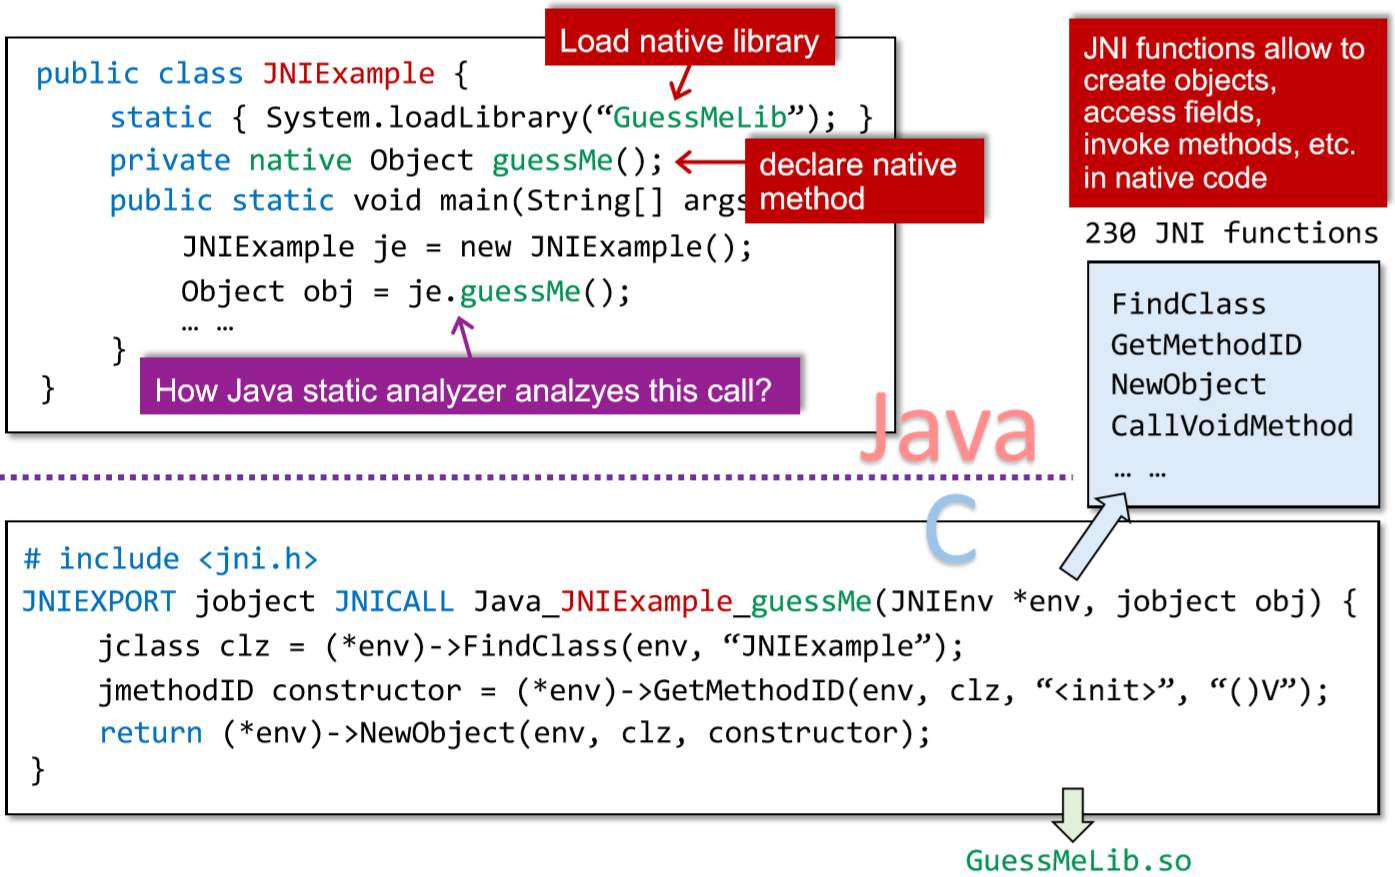 Load native library
public class JNIExample {
static { System.loadLibrary(“GuessMeLib”); }
private native Object guessMe();
declare native
method
public static void main(String[] args
JNIExample je = new JNIExample();
Object obj = je.guessMe();
… …
}
How Java static analyzer analzyes this call?
}
JNI functions allow to
create objects,
access fields,
invoke methods, etc.
in native code
230 JNI functions
FindClass
GetMethodID
NewObject
CallVoidMethod
… …
Java
C
# include <jni.h>
JNIEXPORT jobject JNICALL Java_JNIExample_guessMe(JNIEnv *env, jobject obj) {
jclass clz = (*env)->FindClass(env, “JNIExample”);
jmethodID constructor = (*env)->GetMethodID(env, clz, “<init>”, “()V”);
return (*env)->NewObject(env, clz, constructor);
}
GuessMeLib.so